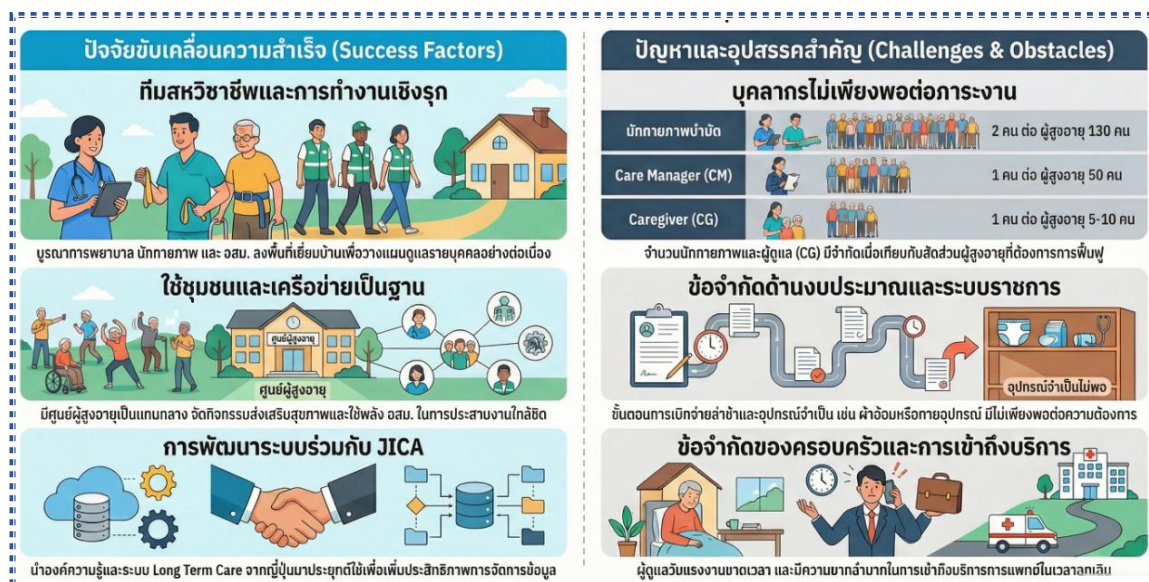 ปัจจัยขับเคลื่อนความสำเร็จ (Success Factors)
ทีมสหวิชาชีพและการทำงานเชิงรุก
บูรณาการพยาบาล นักกายภาพ และ อสม. ลงพื้นที่เยี่ยมบ้านเพื่อวางแผนดูแลรายบุคคลอย่างต่อเนื่อง
ใช้ชุมชนและเครือข่ายเป็นฐาน
ศูนย์ผู้สูงอายุ
ศูนย์ผู้สูงอายุ
มีศูนย์ผู้สูงอายุเป็นแกนกลาง จัดกิจกรรมส่งเสริมสุขภาพและใช้พลัง อสม. ในการประสานงานใกล้ชิด
การพัฒนาระบบร่วมกับ JICA
นำองค์ความรู้และระบบ Long Term Care จากญี่ปุ่นมาประยุกต์ใช้เพื่อเพิ่มประสิทธิภาพการจัดการข้อมูล
ปัญหาและอุปสรรคสำคัญ (Challenges & Obstacles)
บุคลากรไม่เพียงพอต่อภาระงาน
นักกายภาพบำบัด 2 คน ต่อ ผู้สูงอายุ 130 คน
Care Manager (CM) 1 คน ต่อ ผู้สูงอายุ 50 คน
Caregiver (CG) 1 คน ต่อ ผู้สูงอายุ 5-10 คน
จำนวนนักกายภาพและผู้ดูแล (CG) มีจำกัดเมื่อเทียบกับสัดส่วนผู้สูงอายุที่ต้องการการฟื้นฟู
ข้อจำกัดด้านงบประมาณและระบบราชการ
อุปกรณ์จำเป็นไม่พอ
ขั้นตอนการเบิกจ่ายล่าช้าและอุปกรณ์จำเป็น เช่น ผ้าอ้อมหรือกายอุปกรณ์ มีไม่เพียงพอต่อความต้องการ
ข้อจำกัดของครอบครัวและการเข้าถึงบริการ
ผู้ดูแลวัยแรงงานขาดเวลา และมีความยากลำบากในการเข้าถึงบริการการแพทย์ในเวลาฉุกเฉิน